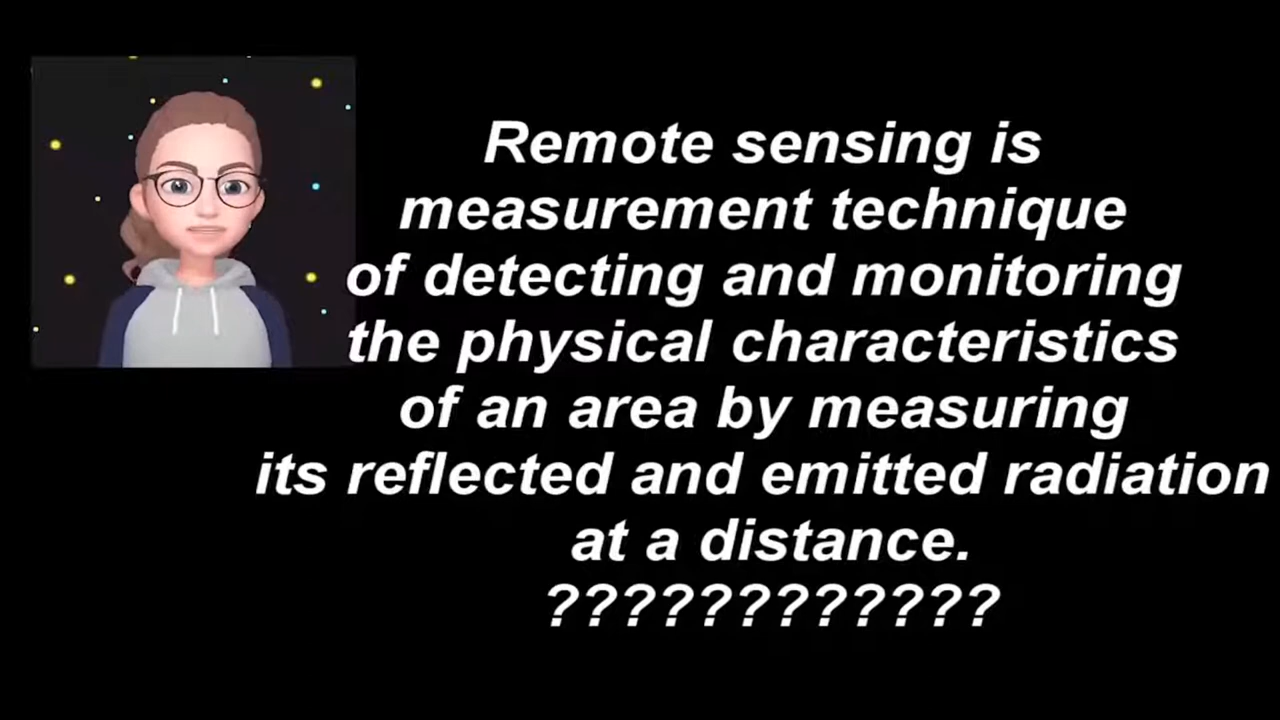 Remote sensing is
measurement technique
of detecting and monitoring
the physical characteristics
of an area by measuring
its reflected and emitted radiation
at a distance.
????????????